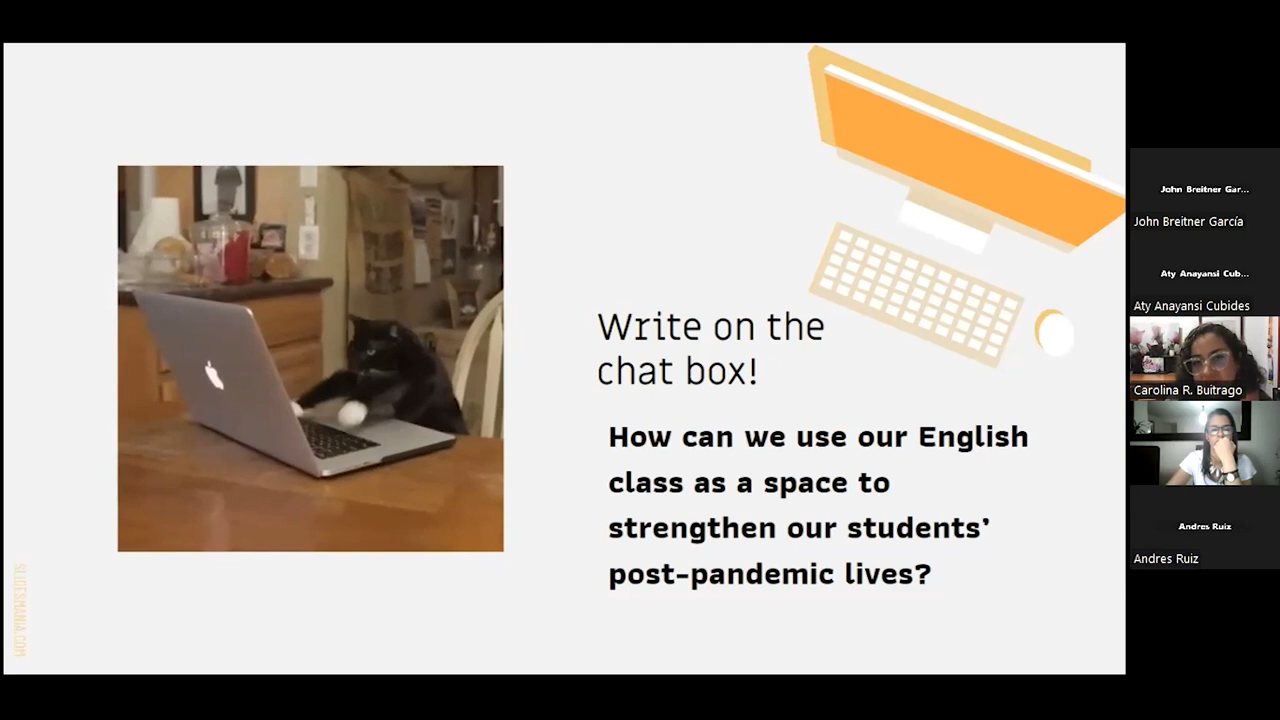 Write on the
chat box!
How can we use our English
class as a space to
strengthen our students’
post-pandemic lives?
SLIDESMANIA.COM
John Breitner Gar...
John Breitner García
Aty Anayansi Cub...
Aty Anayansi Cubides
Carolina R. Buitrago
Andres Ruiz
Andres Ruiz